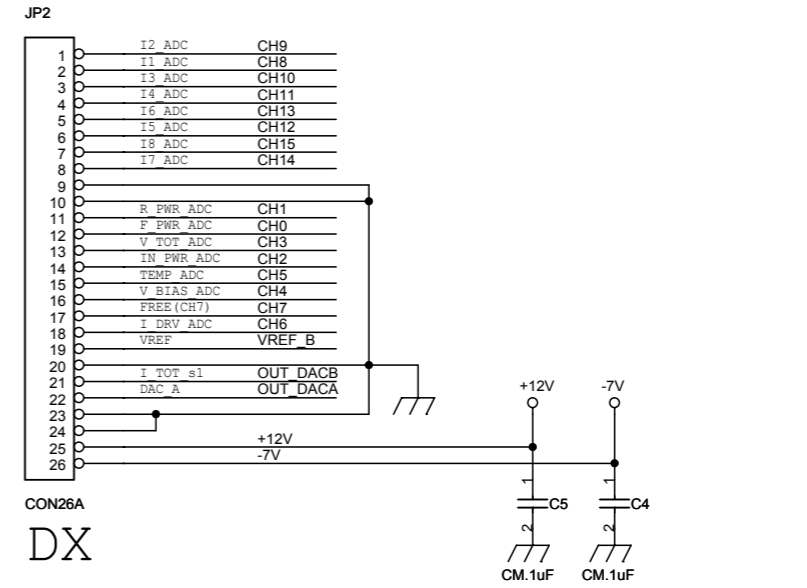 JP2
1 I2_ADC CH9
2 I1_ADC CH8
3 I3_ADC CH10
4 I4_ADC CH11
5 I6_ADC CH13
6 I5_ADC CH12
7 I8_ADC CH15
8 I7_ADC CH14
9
10
11 R_PWR_ADC CH1
12 F_PWR_ADC CH0
13 V_TOT_ADC CH3
14 IN_PWR_ADC CH2
15 TEMP_ADC CH5
16 V_BIAS_ADC CH4
17 FREE(CH7) CH7
18 I_DRV_ADC CH6
19 VREF VREF_B
20
21 I_TOT_s1 OUT_DACB
22 DAC_A OUT_DACA
23
24
25 +12V
26 -7V
CON26A
DX
+12V -7V
1 1
C5 C4
2 2
CM.1uF CM.1uF